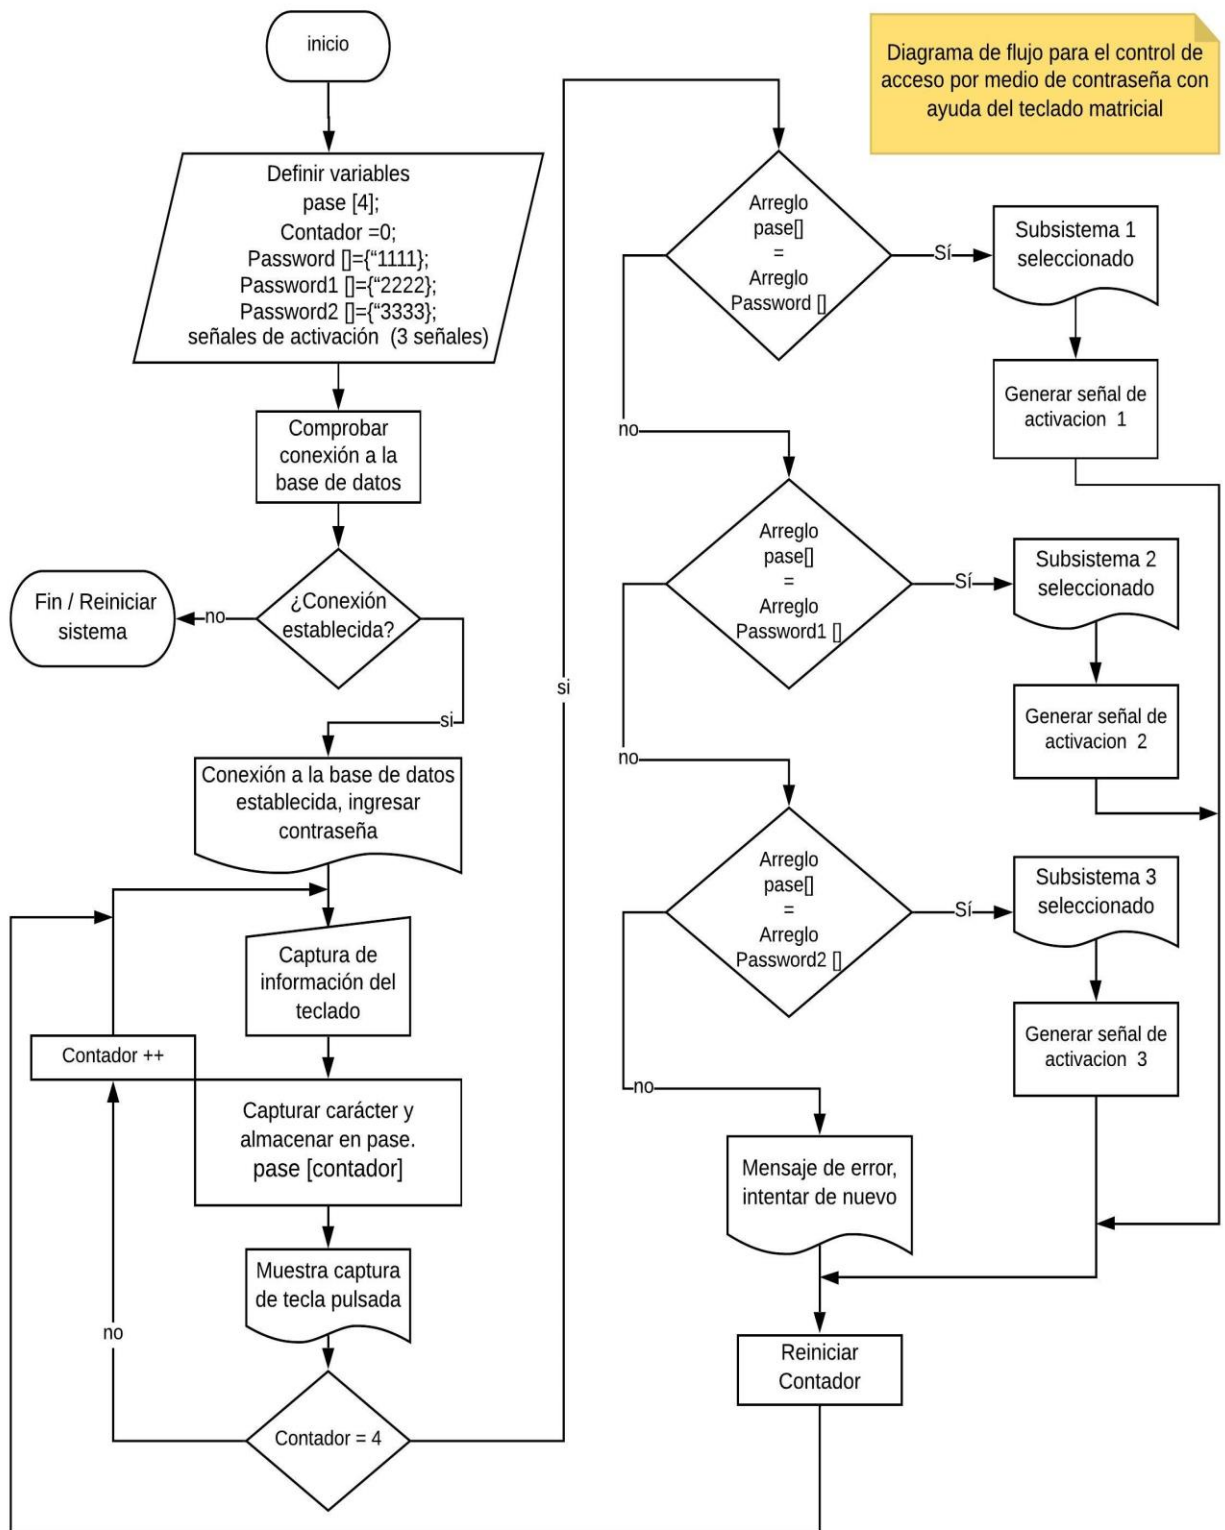 inicio
Diagrama de flujo para el control de
acceso por medio de contraseña con
ayuda del teclado matricial
Definir variables
pase [4];
Contador =0;
Password []={“1111};
Password1 []={“2222};
Password2 []={“3333};
señales de activación (3 señales)
Comprobar
conexión a la
base de datos
¿Conexión
establecida?
no
Fin / Reiniciar
sistema
si
Conexión a la base de datos
establecida, ingresar
contraseña
Captura de
información del
teclado
Contador ++
Capturar carácter y
almacenar en pase.
pase [contador]
Muestra captura
de tecla pulsada
no
Contador = 4
si
Arreglo
pase[]
=
Arreglo
Password []
Sí
Subsistema 1
seleccionado
Generar señal de
activacion 1
no
Arreglo
pase[]
=
Arreglo
Password1 []
Sí
Subsistema 2
seleccionado
Generar señal de
activacion 2
no
Arreglo
pase[]
=
Arreglo
Password2 []
Sí
Subsistema 3
seleccionado
Generar señal de
activacion 3
no
Mensaje de error,
intentar de nuevo
Reiniciar
Contador